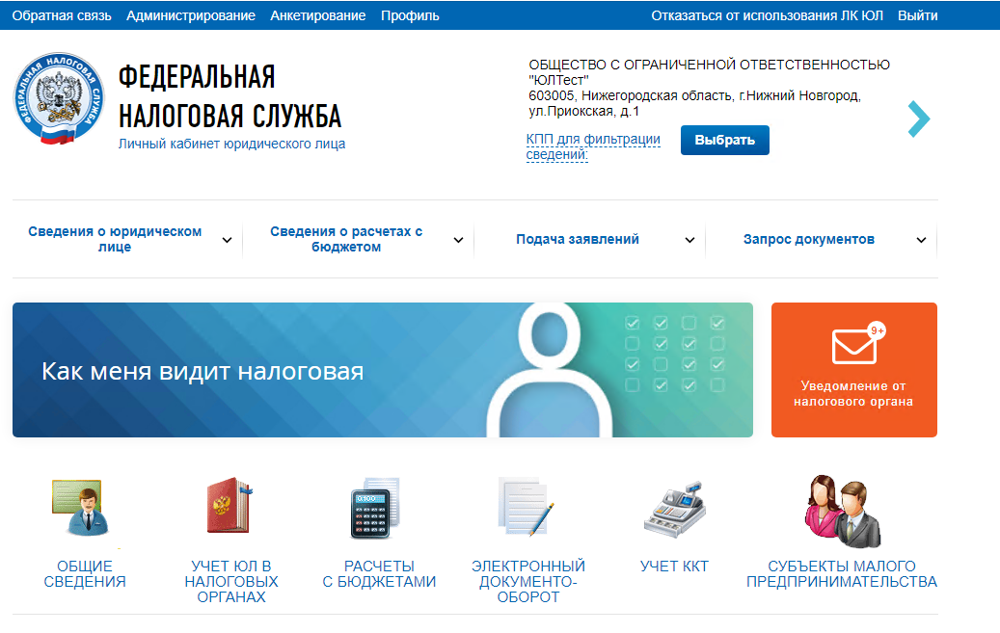 Обратная связь Администрирование Анкетирование Профиль Отказаться от использования ЛК ЮЛ Выйти
ФЕДЕРАЛЬНАЯ НАЛОГОВАЯ СЛУЖБА
ФЕДЕРАЛЬНАЯ
НАЛОГОВАЯ СЛУЖБА
Личный кабинет юридического лица
ОБЩЕСТВО С ОГРАНИЧЕННОЙ ОТВЕТСТВЕННОСТЬЮ
"ЮЛТест"
603005, Нижегородская область, г.Нижний Новгород,
ул.Приокская, д.1
КПП для фильтрации
сведений:
Выбрать
Сведения о юридическом
лице
Сведения о расчетах с
бюджетом
Подача заявлений
Запрос документов
Как меня видит налоговая
9+
Уведомление от
налогового органа
ОБЩИЕ
СВЕДЕНИЯ
УЧЕТ ЮЛ В
НАЛОГОВЫХ
ОРГАНАХ
РАСЧЕТЫ
С БЮДЖЕТАМИ
ЭЛЕКТРОННЫЙ
ДОКУМЕНТО-
ОБОРОТ
УЧЕТ ККТ
СУБЪЕКТЫ МАЛОГО
ПРЕДПРИНИМАТЕЛЬСТВА